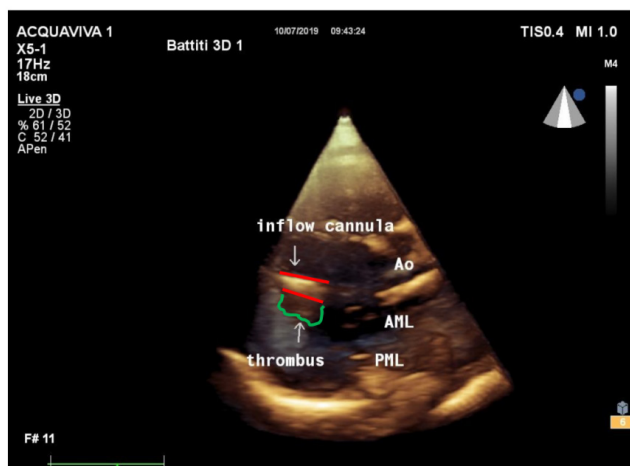 ACQUAVIVA 1
X5-1
17Hz
18cm
Live 3D
2D / 3D
% 61 / 52
C 52 / 41
APen
Battiti 3D 1
10/07/2019 09:43:24
TIS0.4 MI 1.0
M4
inflow cannula
Ao
AML
thrombus
PML
F# 11
6